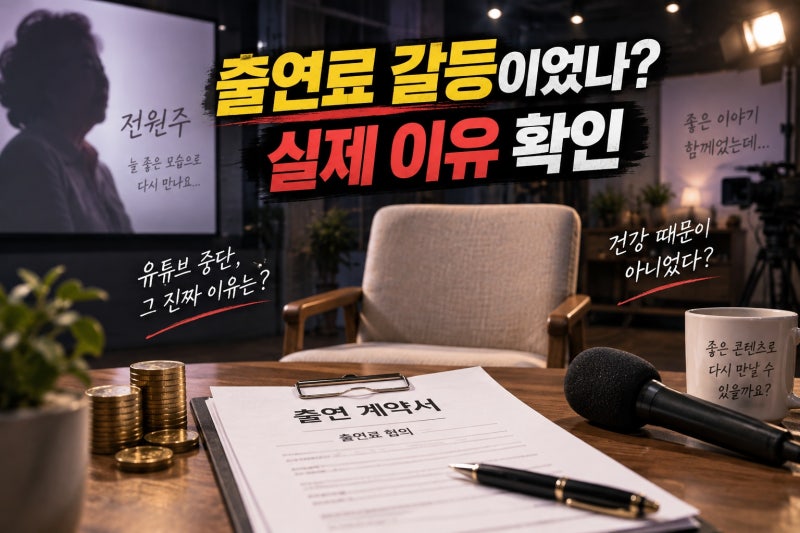 출연료 갈등이었나?
실제 이유 확인
전원주
늘 좋은 모습으로
다시 만나요...
좋은 이야기
함께었는데...
유튜브 중단,
그 진짜 이유는?
건강 때문이
아니었다?
출연 계약서
출연료 협의
좋은 콘텐츠로
다시 만날 수
있을까요?